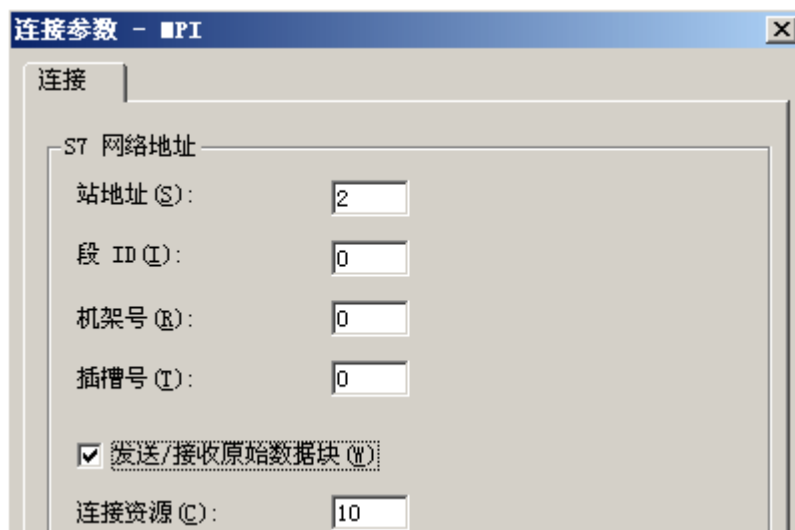 连接参数 - MPI
连接
S7 网络地址
站地址(S): 2
段 ID(I): 0
机架号(R): 0
插槽号(T): 0
发送/接收原始数据块(W)
连接资源(C): 10